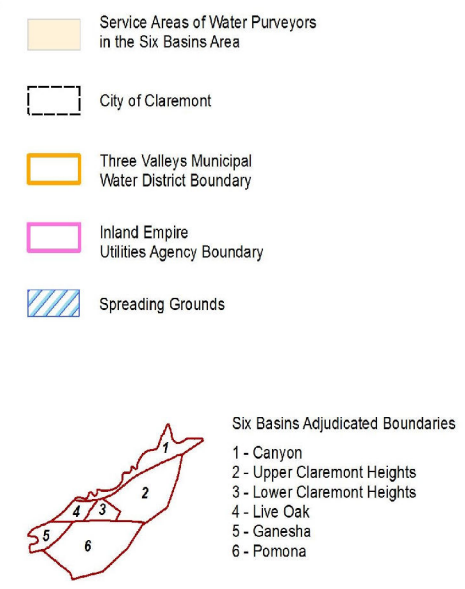 Service Areas of Water Purveyors
in the Six Basins Area
City of Claremont
Three Valleys Municipal
Water District Boundary
Inland Empire
Utilities Agency Boundary
Spreading Grounds
Six Basins Adjudicated Boundaries
1 - Canyon
2 - Upper Claremont Heights
3 - Lower Claremont Heights
4 - Live Oak
5 - Ganesha
6 - Pomona
1
2
3
4
5
6